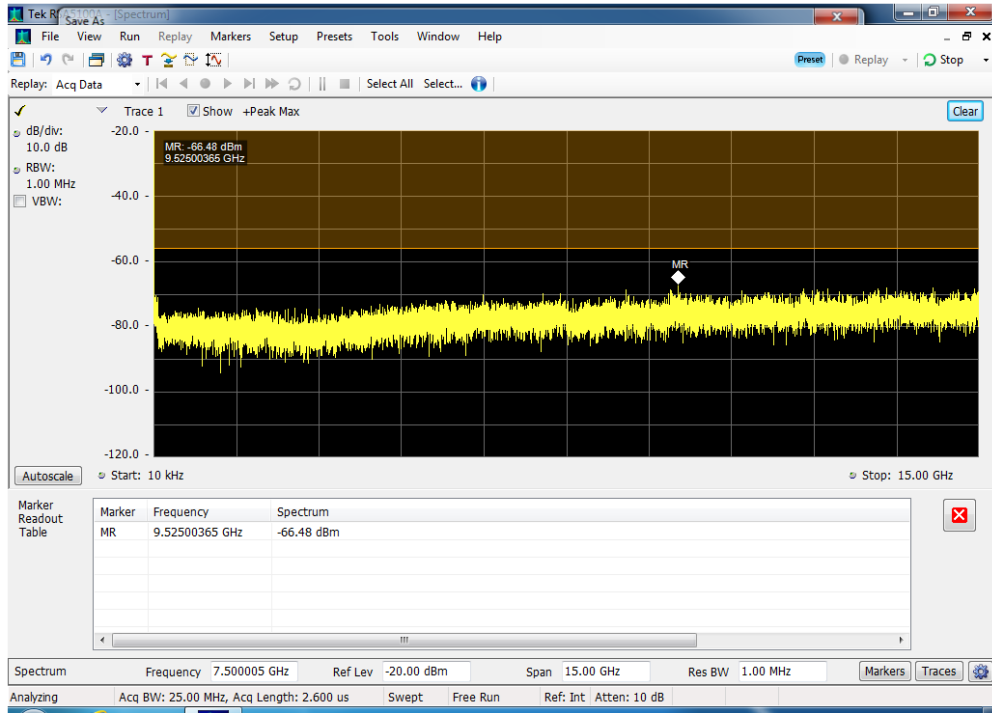 Tek RSA5100A - [Spectrum]
Save As
File View Run Replay Markers Setup Presets Tools Window Help
T
Preset Replay Stop
Replay: Acq Data Select All Select...
Trace 1 Show +Peak Max Clear
dB/div:
10.0 dB
RBW:
1.00 MHz
VBW:
-20.0
-40.0
-60.0
-80.0
-100.0
-120.0
MR: -66.48 dBm
9.52500365 GHz
MR
Autoscale Start: 10 kHz Stop: 15.00 GHz
Marker
Readout
Table
Marker Frequency Spectrum
MR 9.52500365 GHz -66.48 dBm
Spectrum Frequency 7.500005 GHz Ref Lev -20.00 dBm Span 15.00 GHz Res BW 1.00 MHz Markers Traces
Analyzing Acq BW: 25.00 MHz, Acq Length: 2.600 us Swept Free Run Ref: Int Atten: 10 dB